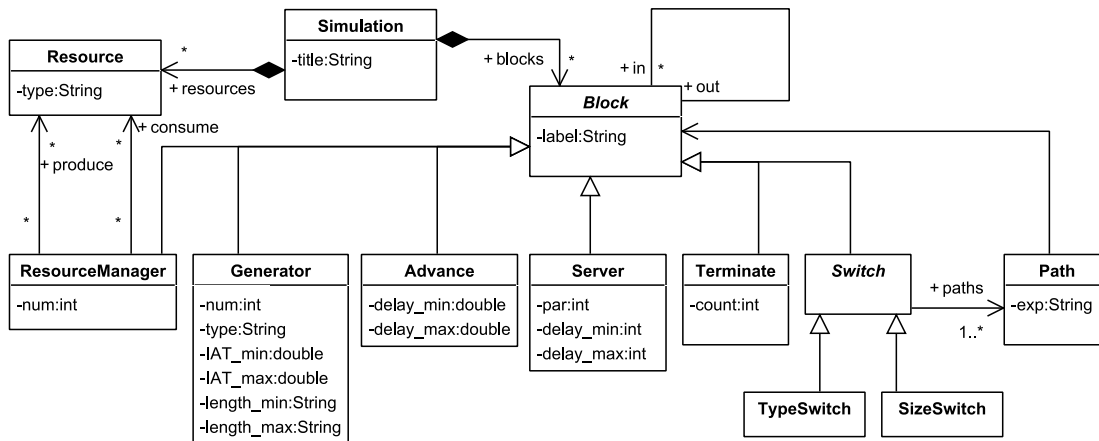 Simulation
-title:String
Resource
-type:String
*
+ resources
+ blocks
*
+ in
*
+ out
Block
-label:String
+ consume
*
*
+ produce
*
*
ResourceManager
-num:int
Generator
-num:int
-type:String
-IAT_min:double
-IAT_max:double
-length_min:String
-length_max:String
Advance
-delay_min:double
-delay_max:double
Server
-par:int
-delay_min:int
-delay_max:int
Terminate
-count:int
Switch
+ paths
1..*
Path
-exp:String
TypeSwitch
SizeSwitch